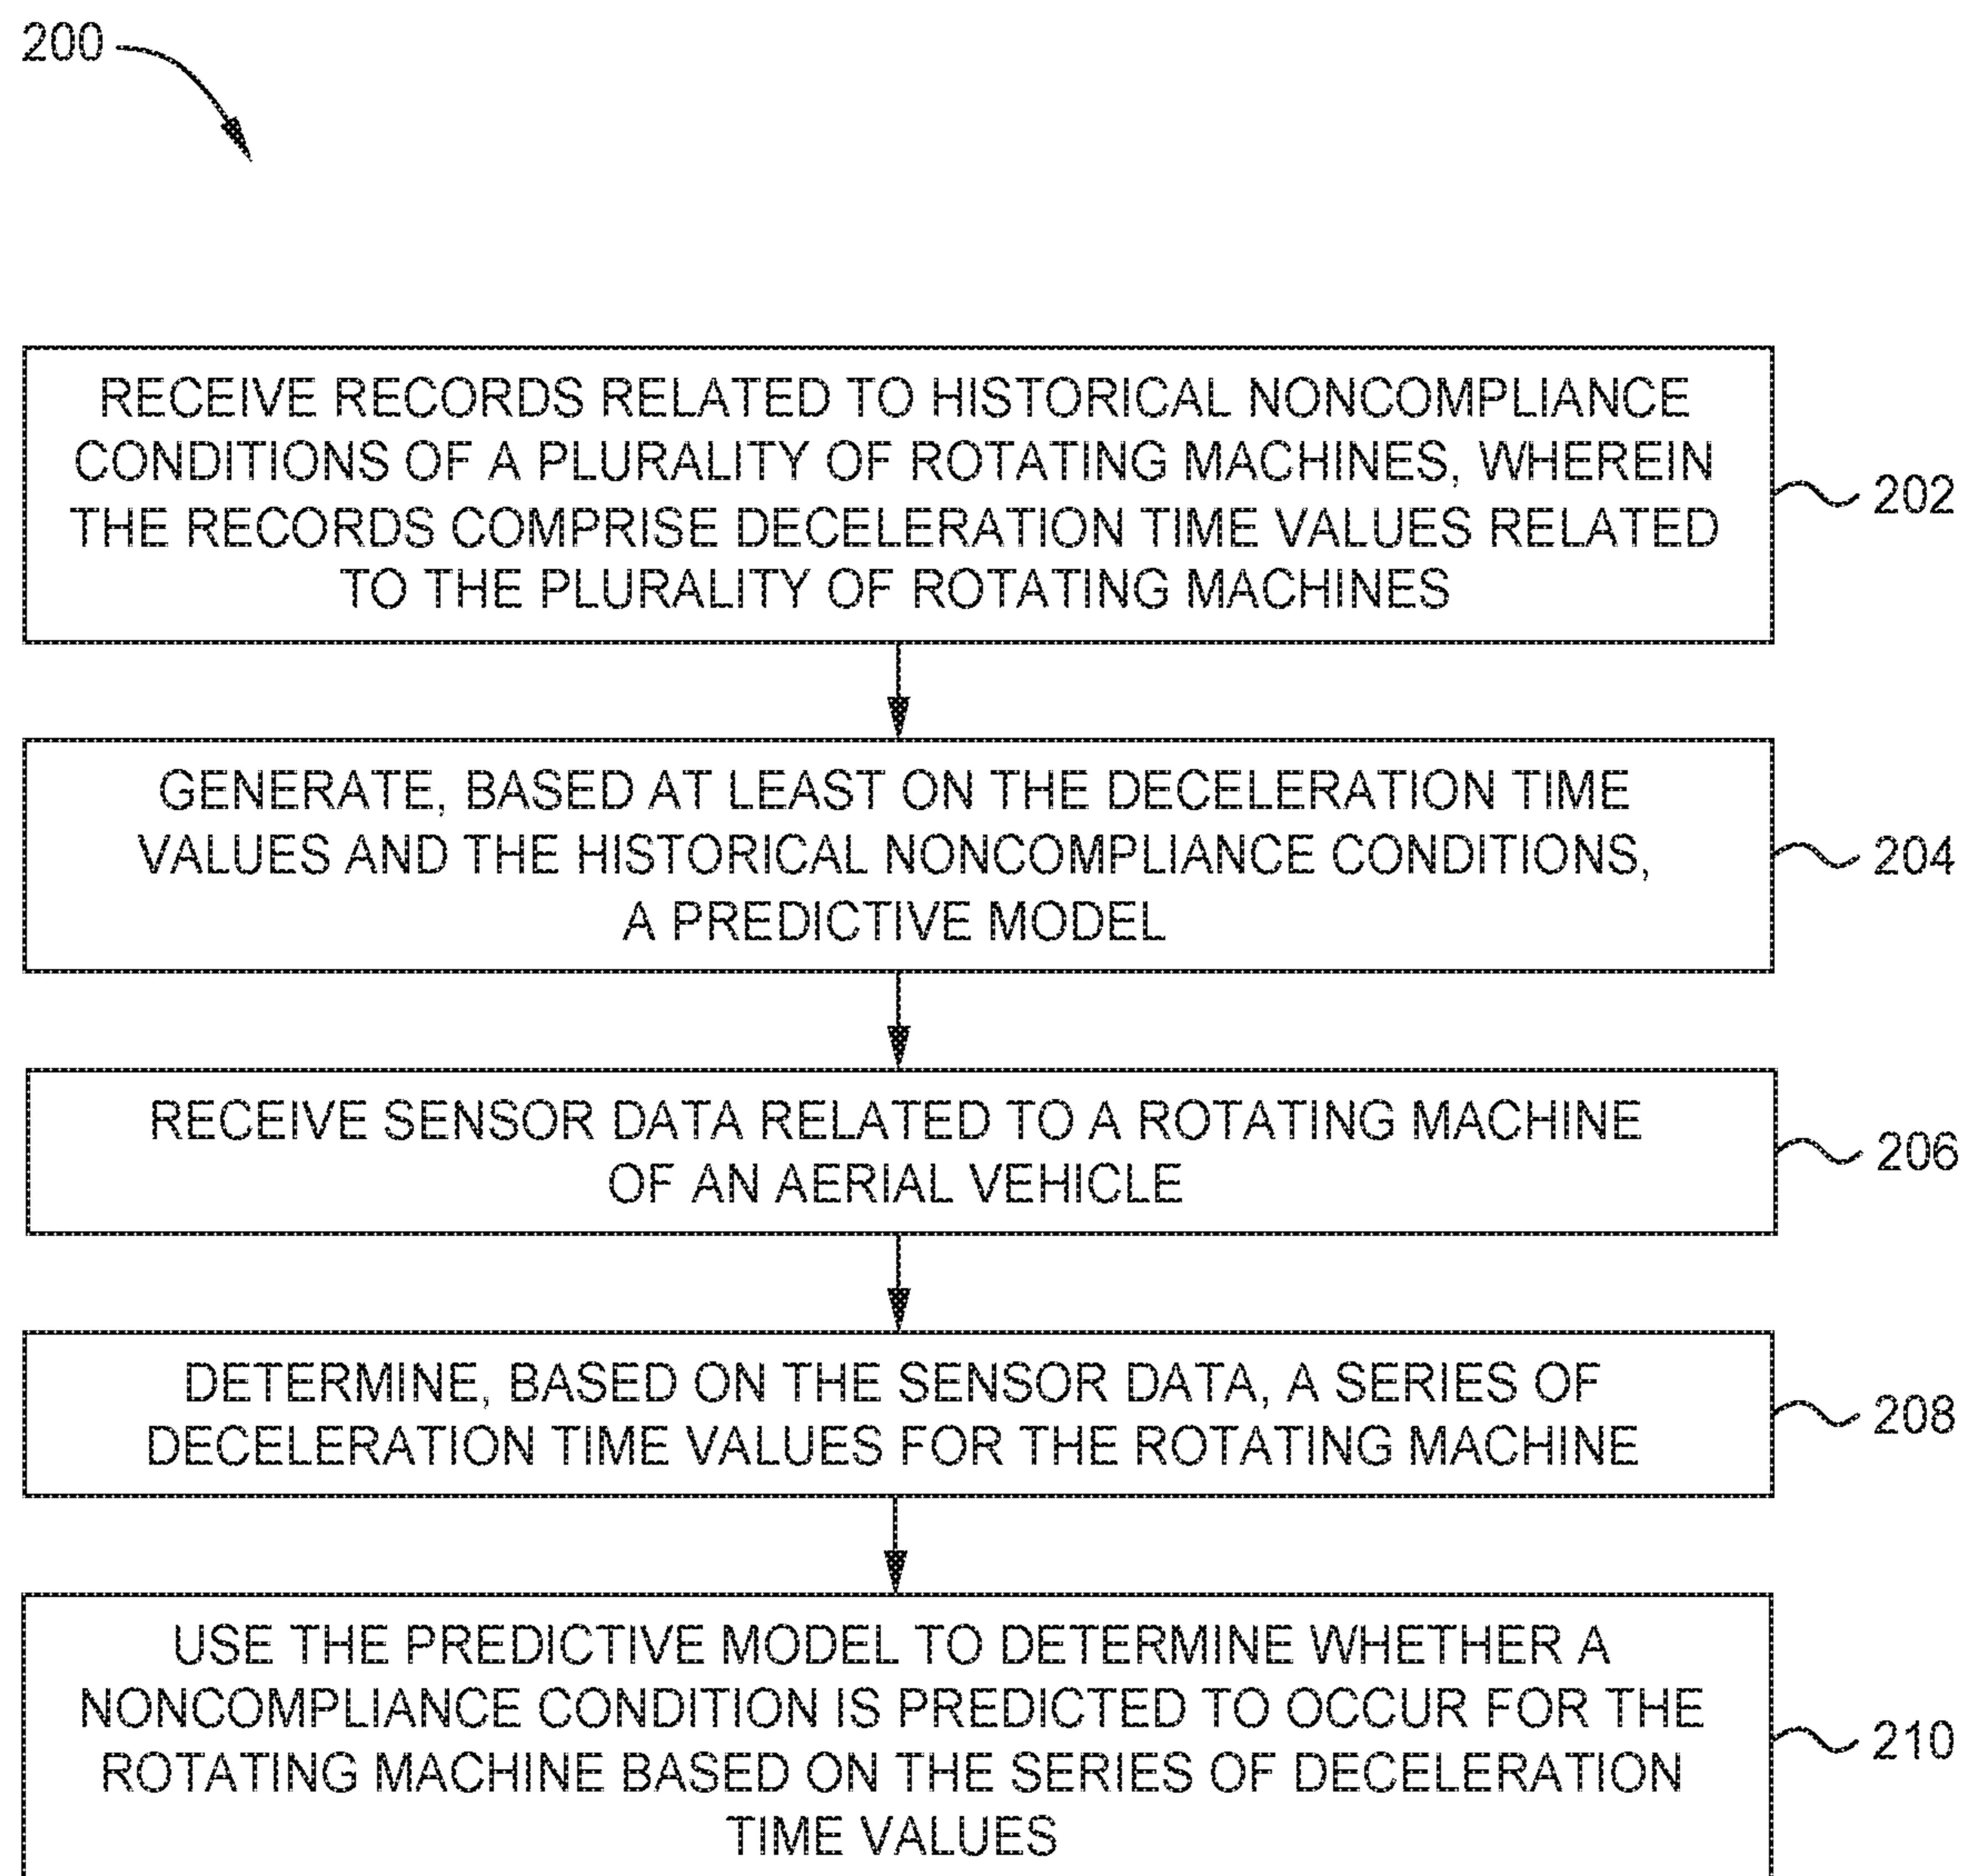 200
RECEIVE RECORDS RELATED TO HISTORICAL NONCOMPLIANCE
CONDITIONS OF A PLURALITY OF ROTATING MACHINES, WHEREIN
THE RECORDS COMPRISE DECELERATION TIME VALUES RELATED
TO THE PLURALITY OF ROTATING MACHINES
202
GENERATE, BASED AT LEAST ON THE DECELERATION TIME
VALUES AND THE HISTORICAL NONCOMPLIANCE CONDITIONS,
A PREDICTIVE MODEL
204
RECEIVE SENSOR DATA RELATED TO A ROTATING MACHINE
OF AN AERIAL VEHICLE
206
DETERMINE, BASED ON THE SENSOR DATA, A SERIES OF
DECELERATION TIME VALUES FOR THE ROTATING MACHINE
208
USE THE PREDICTIVE MODEL TO DETERMINE WHETHER A
NONCOMPLIANCE CONDITION IS PREDICTED TO OCCUR FOR THE
ROTATING MACHINE BASED ON THE SERIES OF DECELERATION
TIME VALUES
210